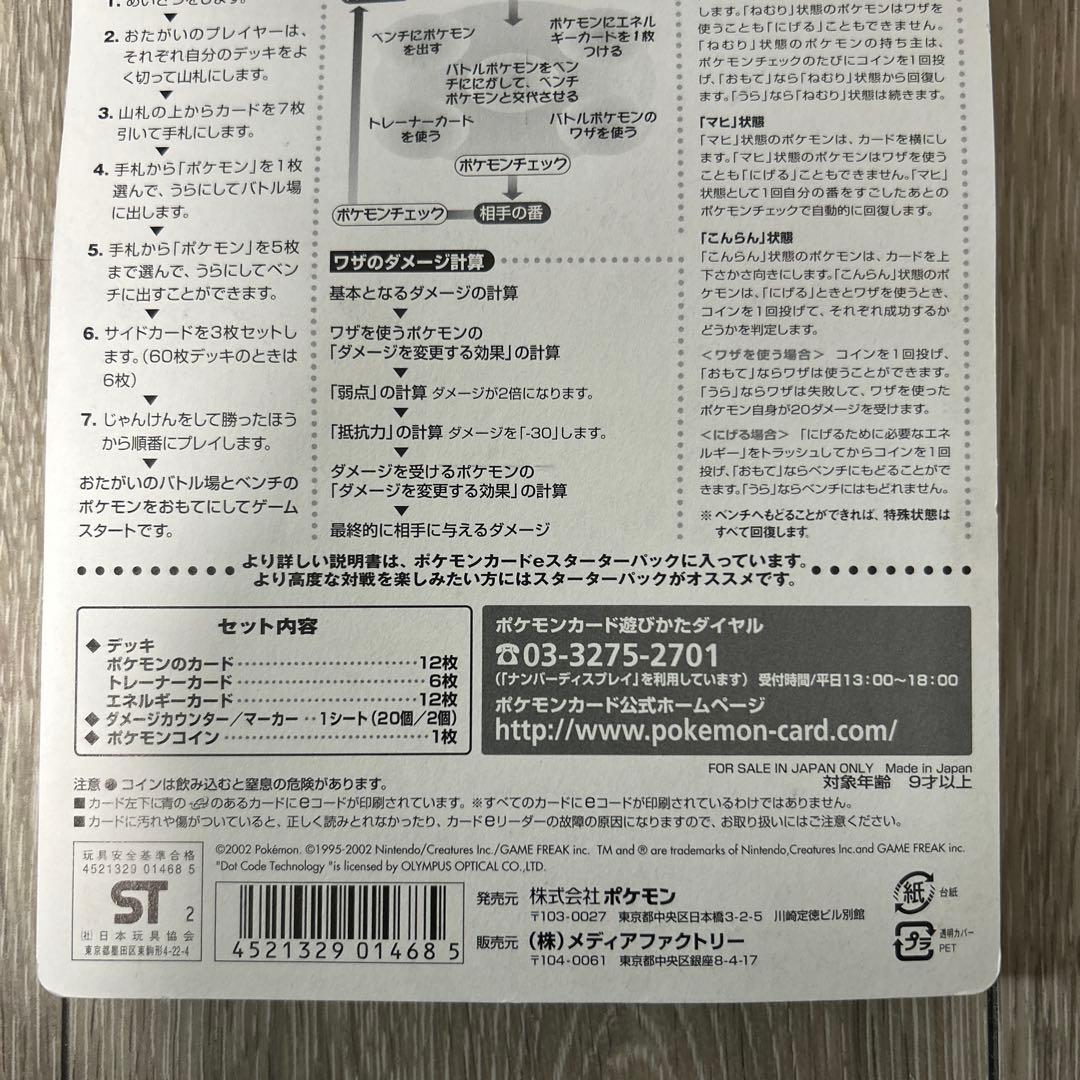 1. あいさつをします。
2. おたがいのプレイヤーは、
それぞれ自分のデッキをよ
く切って山札にします。
3. 山札の上からカードを7枚
引いて手札にします。
4. 手札から「ポケモン」を1枚
選んで、うらにしてバトル場
に出します。
5. 手札から「ポケモン」を5枚
まで選んで、うらにしてベン
チに出すことができます。
6. サイドカードを3枚セットし
ます。(60枚デッキのときは
6枚)
7. じゃんけんをして勝ったほう
から順番にプレイします。
おたがいのバトル場とベンチの
ポケモンをおもてにしてゲーム
スタートです。
ベンチにポケモン
を出す
ポケモンにエネル
ギーカードを1枚
つける
バトルポケモンをベン
チににがして、ベンチ
ポケモンと交代させる
トレーナーカード
を使う
バトルポケモンの
ワザを使う
ポケモンチェック
ポケモンチェック
相手の番
ワザのダメージ計算
基本となるダメージの計算
ワザを使うポケモンの
「ダメージを変更する効果」の計算
「弱点」の計算 ダメージが2倍になります。
「抵抗力」の計算 ダメージを「-30」します。
ダメージを受けるポケモンの
「ダメージを変更する効果」の計算
最終的に相手に与えるダメージ
します。「ねむり」状態のポケモンはワザを
使うことも「にげる」こともできません。
「ねむり」状態のポケモンの持ち主は、
ポケモンチェックのたびにコインを1回投
げ、「おもて」なら「ねむり」状態から回復し
ます。「うら」なら「ねむり」状態は続きます。
「マヒ」状態
「マヒ」状態のポケモンは、カードを横にし
ます。「マヒ」状態のポケモンはワザを使う
ことも「にげる」こともできません。「マヒ」
状態として1回自分の番をすごしたあとの
ポケモンチェックで自動的に回復します。
「こんらん」状態
「こんらん」状態のポケモンは、カードを上
下さかさ向きにします。「こんらん」状態のポ
ケモンは、「にげる」ときとワザを使うとき、
コインを1回投げて、それぞれ成功するか
どうかを判定します。
<ワザを使う場合> コインを1回投げ、
「おもて」ならワザは使うことができます。
「うら」ならワザは失敗して、ワザを使った
ポケモン自身が20ダメージを受けます。
<にげる場合> 「にげるために必要なエネ
ルギー」をトラッシュしてからコインを1回
投げ、「おもて」ならベンチにもどることがで
きます。「うら」ならベンチにはもどれません。
※ ベンチへもどることができれば、特殊状態は
すべて回復します。
より詳しい説明書は、ポケモンカードeスターターパックに入っています。
より高度な対戦を楽しみたい方にはスターターパックがオススメです。
セット内容
◆ デッキ
ポケモンのカード‥‥‥‥‥‥‥‥12枚
トレーナーカード‥‥‥‥‥‥‥‥6枚
エネルギーカード‥‥‥‥‥‥‥‥12枚
◆ ダメージカウンター/マーカー‥1シート(20個/2個)
◆ ポケモンコイン‥‥‥‥‥‥‥‥1枚
ポケモンカード遊びかたダイヤル
☎03-3275-2701
(「ナンバーディスプレイ」を利用しています) 受付時間/平日13:00〜18:00
ポケモンカード公式ホームページ
http://www.pokemon-card.com/
FOR SALE IN JAPAN ONLY Made in Japan
対象年齢 9才以上
注意 コインは飲み込むと窒息の危険があります。
■ カード左下に青の のあるカードにeコードが印刷されています。※すべてのカードにeコードが印刷されているわけではありません。
■ カードに汚れや傷がついていると、正しく読みとれなかったり、カードeリーダーの故障の原因になりますので、お取り扱いにはご注意ください。
玩具安全基準合格
4521329 01468 5
ST 2
(社)日本玩具協会
東京都墨田区東駒形4-22-4
©2002 Pokémon. ©1995-2002 Nintendo/Creatures Inc./GAME FREAK inc. TM and ® are trademarks of Nintendo,Creatures Inc.and GAME FREAK inc.
"Dot Code Technology "is licensed by OLYMPUS OPTICAL CO.,LTD.
4 521329 014685
発売元 株式会社ポケモン
〒103-0027 東京都中央区日本橋3-2-5 川崎定徳ビル別館
販売元 (株)メディアファクトリー
〒104-0061 東京都中央区銀座8-4-17
紙 台紙
プラ 透明カバー
PET